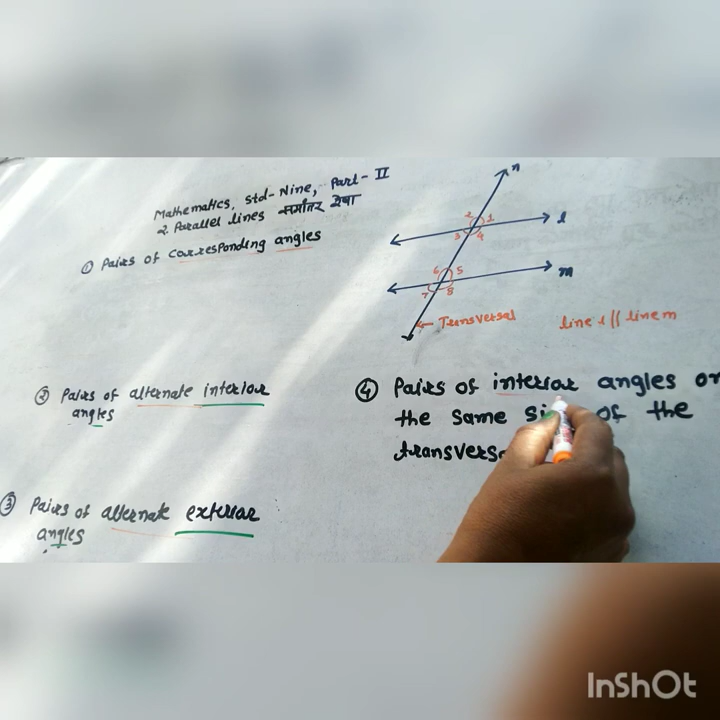 Mathematics, Std-Nine, Part-II
2. Parallel lines समांतर रेषा
① Pairs of corresponding angles
n
2 1 l
3 4
6 5 m
7 8
← Transversal line l || line m
② Pairs of alternate interior
angles
④ Pairs of interior angles on
the same of the
③ Pairs of alternate exterior
angles
InShOt